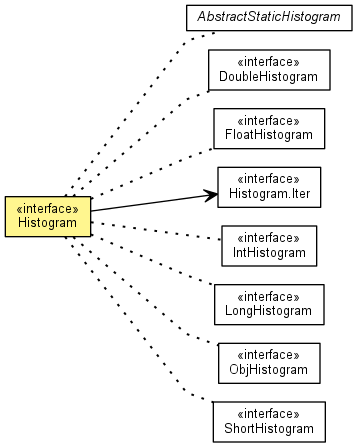 AbstractStaticHistogram
«interface»
DoubleHistogram
«interface»
FloatHistogram
«interface»
Histogram
«interface»
Histogram.Iter
«interface»
IntHistogram
«interface»
LongHistogram
«interface»
ObjHistogram
«interface»
ShortHistogram